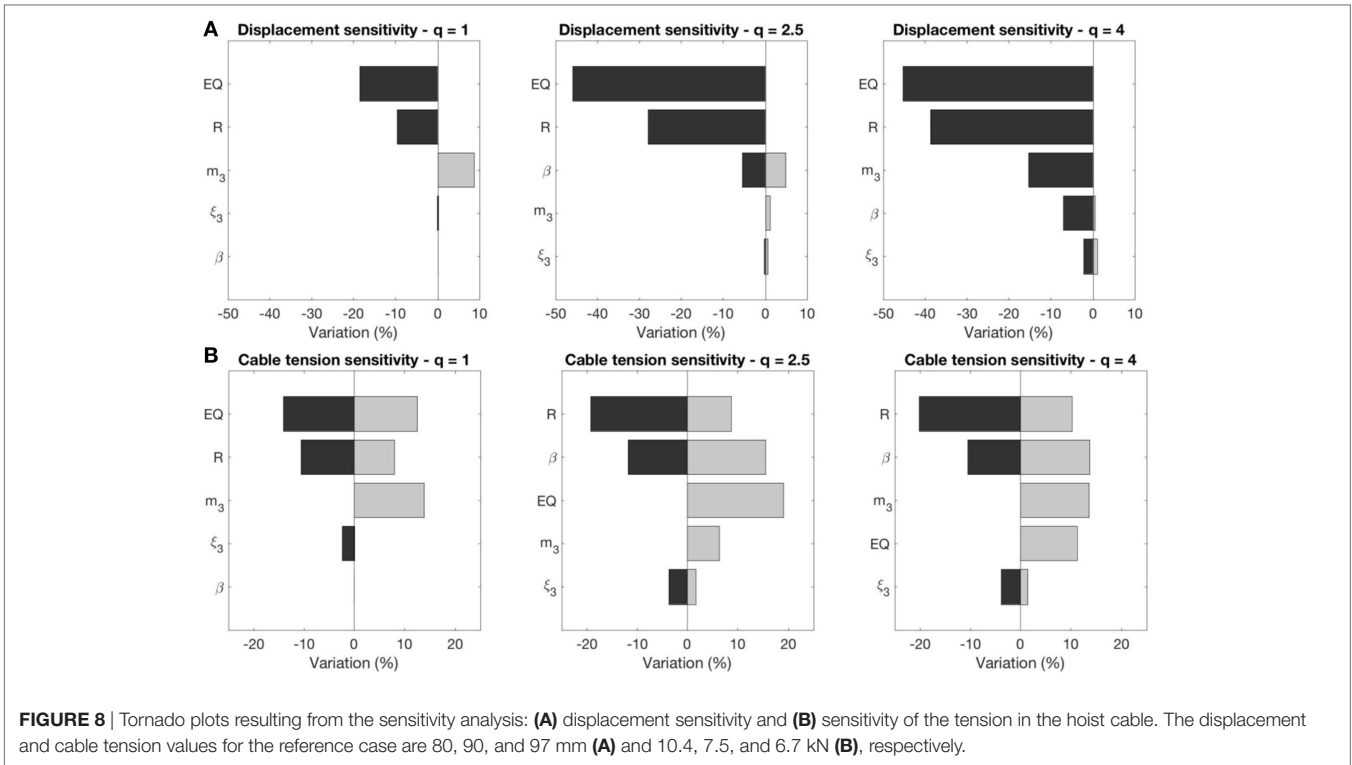 A
Displacement sensitivity - q = 1
EQ
R
m₃
ξ₃
β
-50 -40 -30 -20 -10 0 10
Variation (%)
Displacement sensitivity - q = 2.5
EQ
R
β
m₃
ξ₃
-50 -40 -30 -20 -10 0 10
Variation (%)
Displacement sensitivity - q = 4
EQ
R
m₃
β
ξ₃
-50 -40 -30 -20 -10 0 10
Variation (%)
B
Cable tension sensitivity - q = 1
EQ
R
m₃
ξ₃
β
-20 -10 0 10 20
Variation (%)
Cable tension sensitivity - q = 2.5
R
β
EQ
m₃
ξ₃
-20 -10 0 10 20
Variation (%)
Cable tension sensitivity - q = 4
R
β
m₃
EQ
ξ₃
-20 -10 0 10 20
Variation (%)
FIGURE 8 | Tornado plots resulting from the sensitivity analysis: (A) displacement sensitivity and (B) sensitivity of the tension in the hoist cable. The displacement
and cable tension values for the reference case are 80, 90, and 97 mm (A) and 10.4, 7.5, and 6.7 kN (B), respectively.